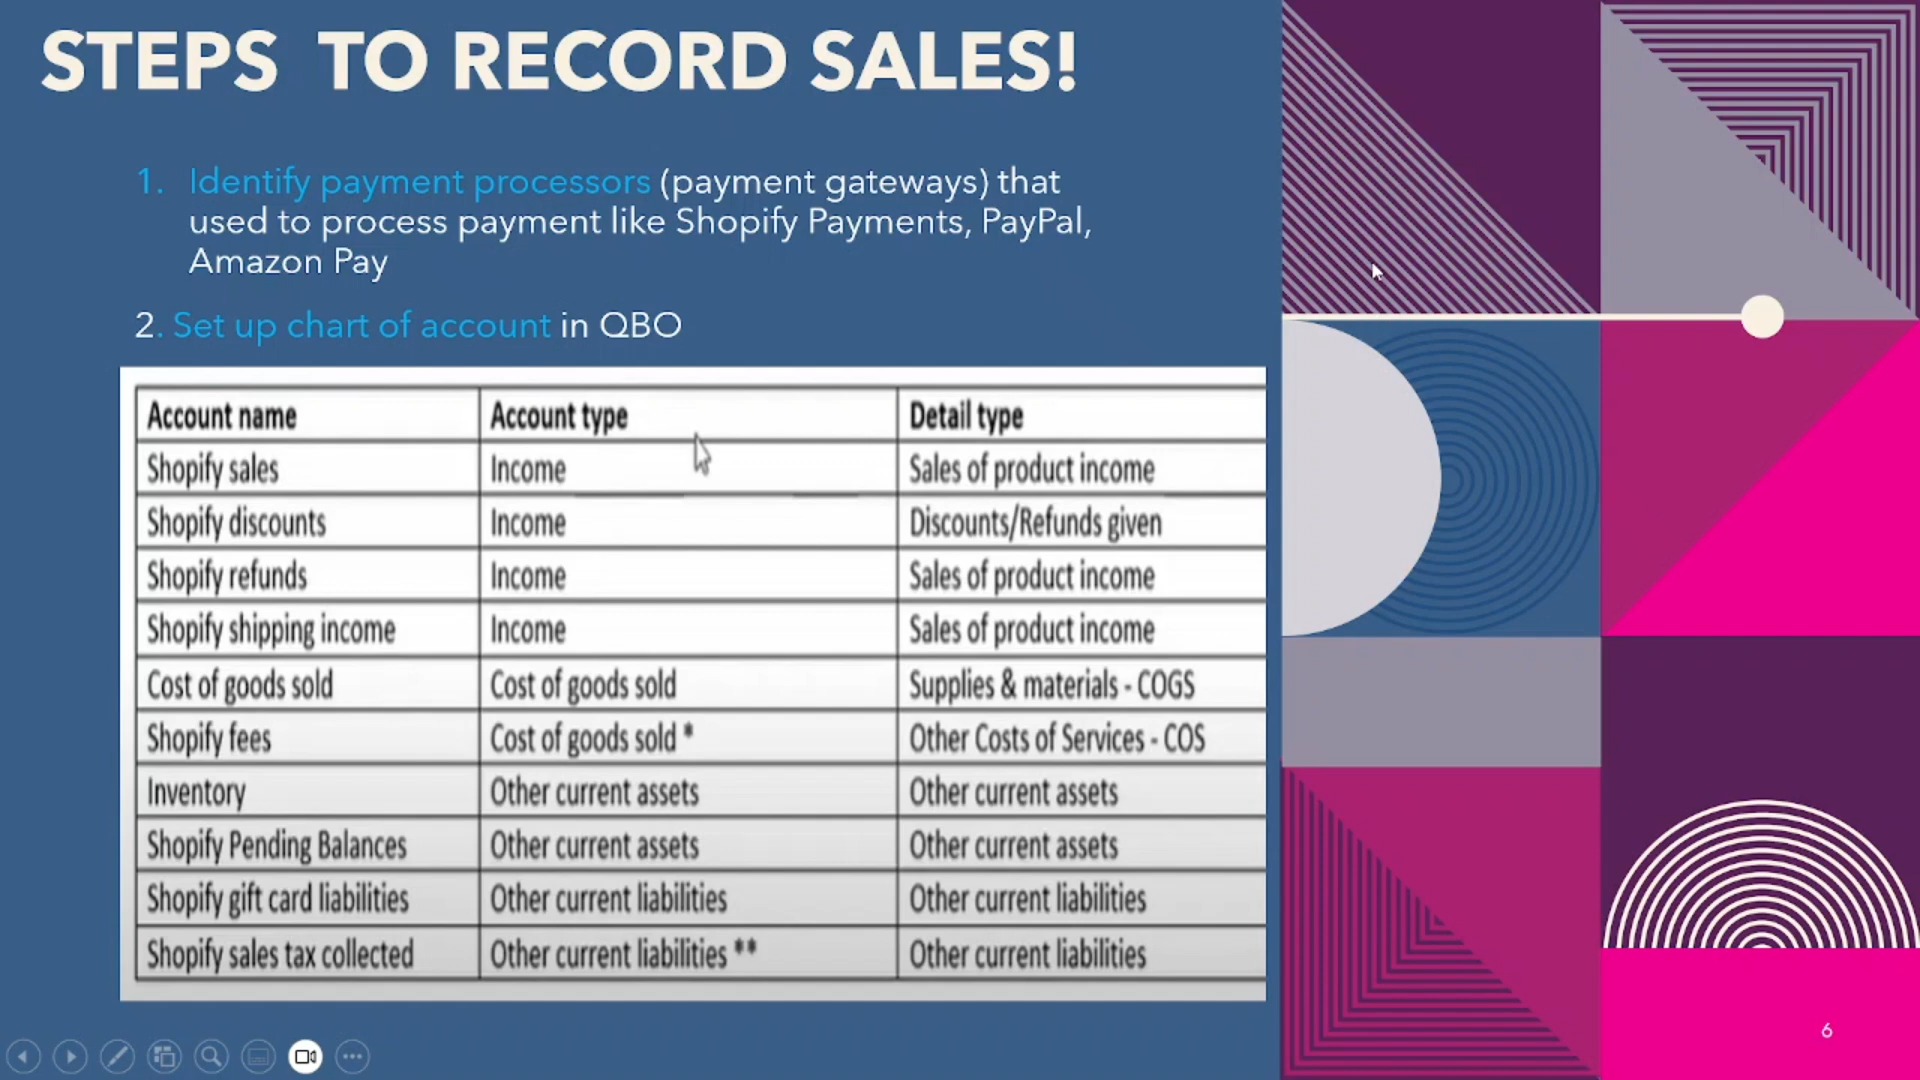 STEPS TO RECORD SALES!
1. Identify payment processors (payment gateways) that
used to process payment like Shopify Payments, PayPal,
Amazon Pay
2. Set up chart of account in QBO
Account name Account type Detail type
Shopify sales Income Sales of product income
Shopify discounts Income Discounts/Refunds given
Shopify refunds Income Sales of product income
Shopify shipping income Income Sales of product income
Cost of goods sold Cost of goods sold Supplies & materials - COGS
Shopify fees Cost of goods sold * Other Costs of Services - COS
Inventory Other current assets Other current assets
Shopify Pending Balances Other current assets Other current assets
Shopify gift card liabilities Other current liabilities Other current liabilities
Shopify sales tax collected Other current liabilities ** Other current liabilities
6